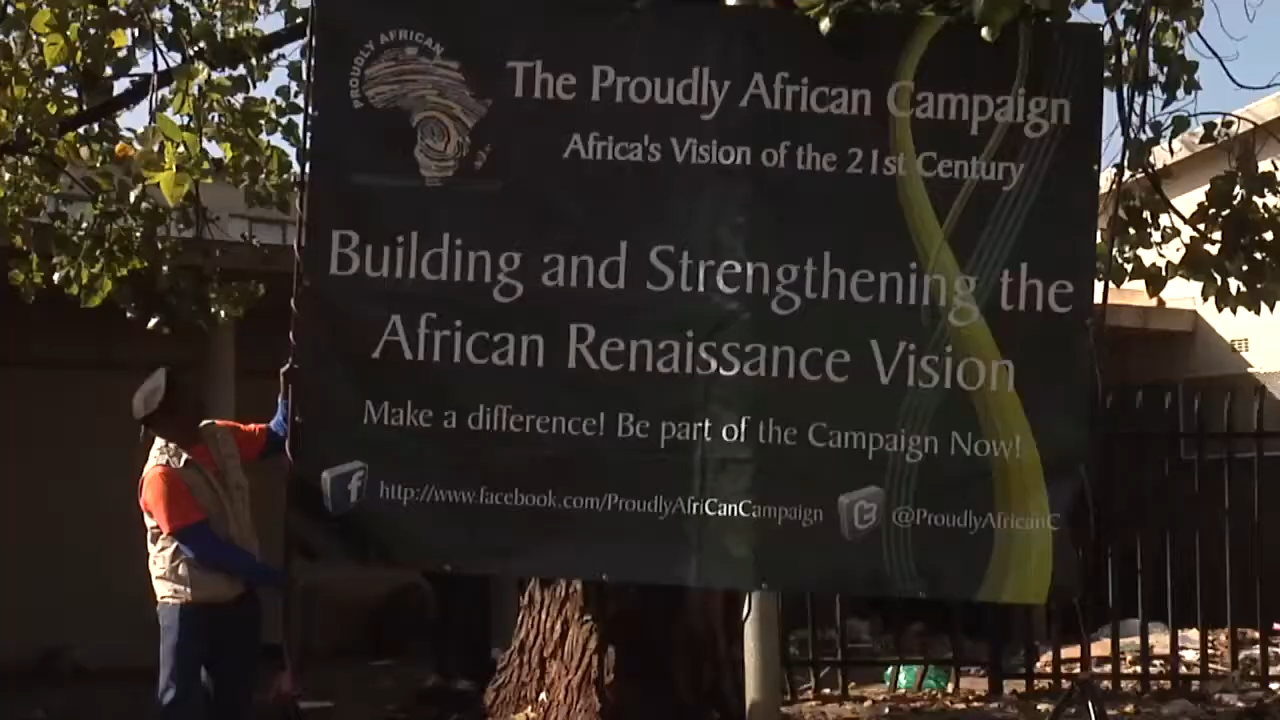 PROUDLY AFRICAN
The Proudly African Campaign
Africa's Vision of the 21st Century
Building and Strengthening the
African Renaissance Vision
Make a difference! Be part of the Campaign Now!
http://www.facebook.com/ProudlyAfriCanCampaign
@ProudlyAfricanC